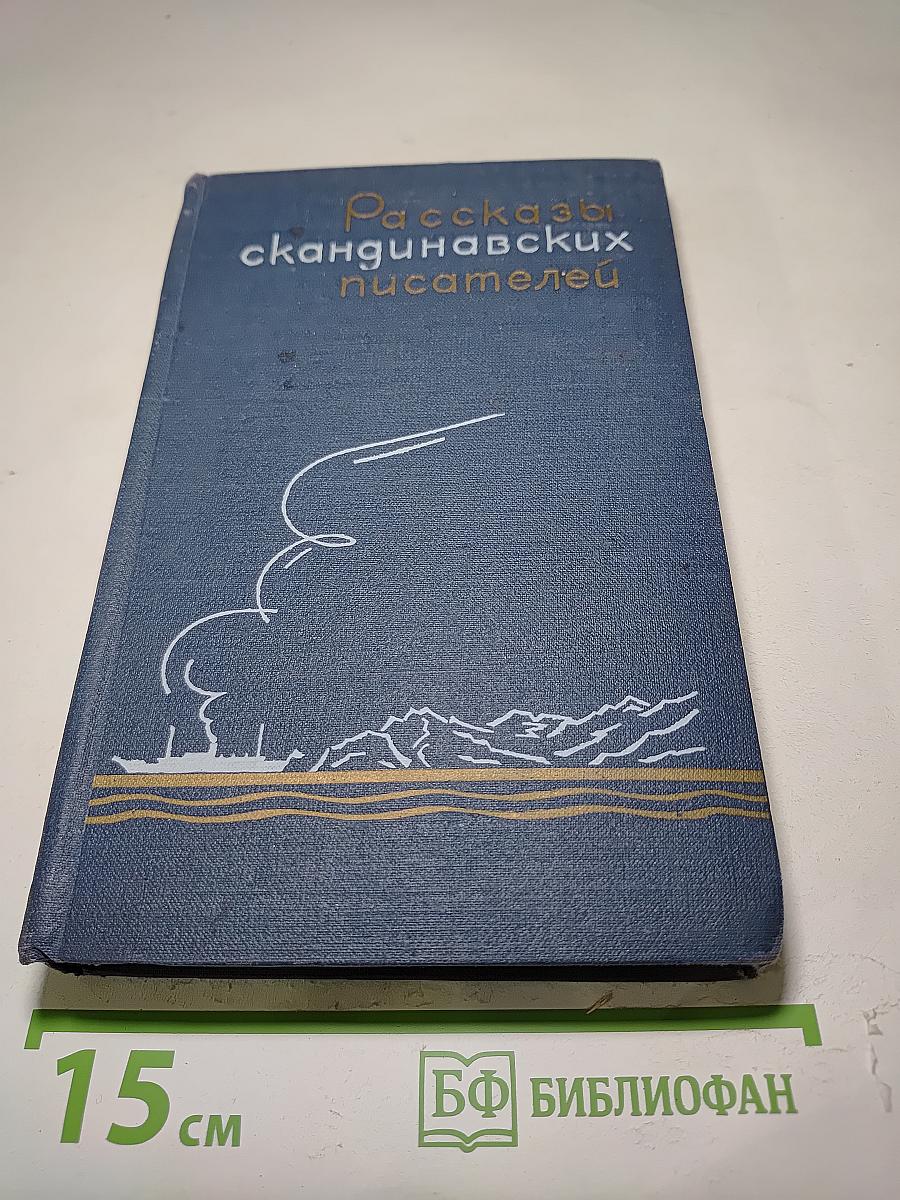 Рассказы
скандинавских
писателей
15 см
БФ БИБЛИОФАН